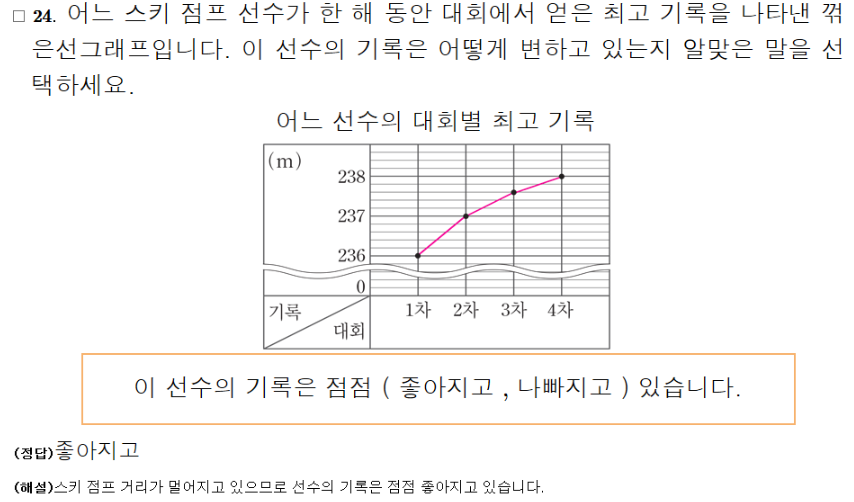 □ 24. 어느 스키 점프 선수가 한 해 동안 대회에서 얻은 최고 기록을 나타낸 꺾
은선그래프입니다. 이 선수의 기록은 어떻게 변하고 있는지 알맞은 말을 선
택하세요.
어느 선수의 대회별 최고 기록
(m)
238
237
236
0
기록
대회
1차 2차 3차 4차
이 선수의 기록은 점점 ( 좋아지고 , 나빠지고 ) 있습니다.
(정답)좋아지고
(해설)스키 점프 거리가 멀어지고 있으므로 선수의 기록은 점점 좋아지고 있습니다.